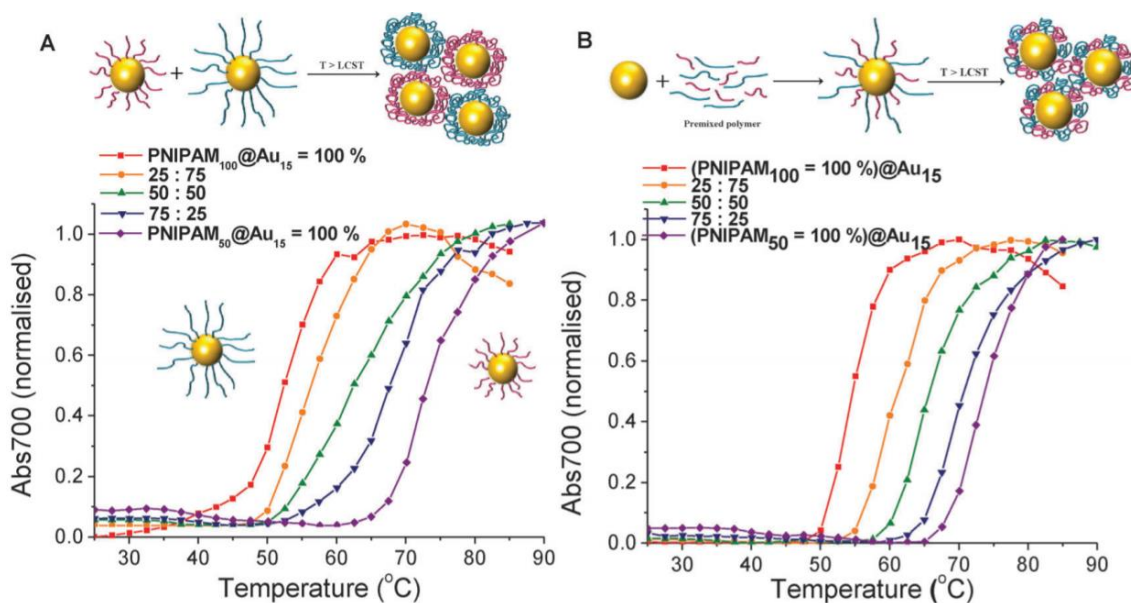 A
T > LCST
PNIPAM100@Au15 = 100 %
25 : 75
50 : 50
75 : 25
PNIPAM50@Au15 = 100 %
Abs700 (normalised)
1.0
0.8
0.6
0.4
0.2
0.0
30 40 50 60 70 80 90
Temperature (oC)
B
Premixed polymer
T > LCST
(PNIPAM100 = 100 %)@Au15
25 : 75
50 : 50
75 : 25
(PNIPAM50 = 100 %)@Au15
Abs700 (normalised)
1.0
0.8
0.6
0.4
0.2
0.0
30 40 50 60 70 80 90
Temperature (oC)